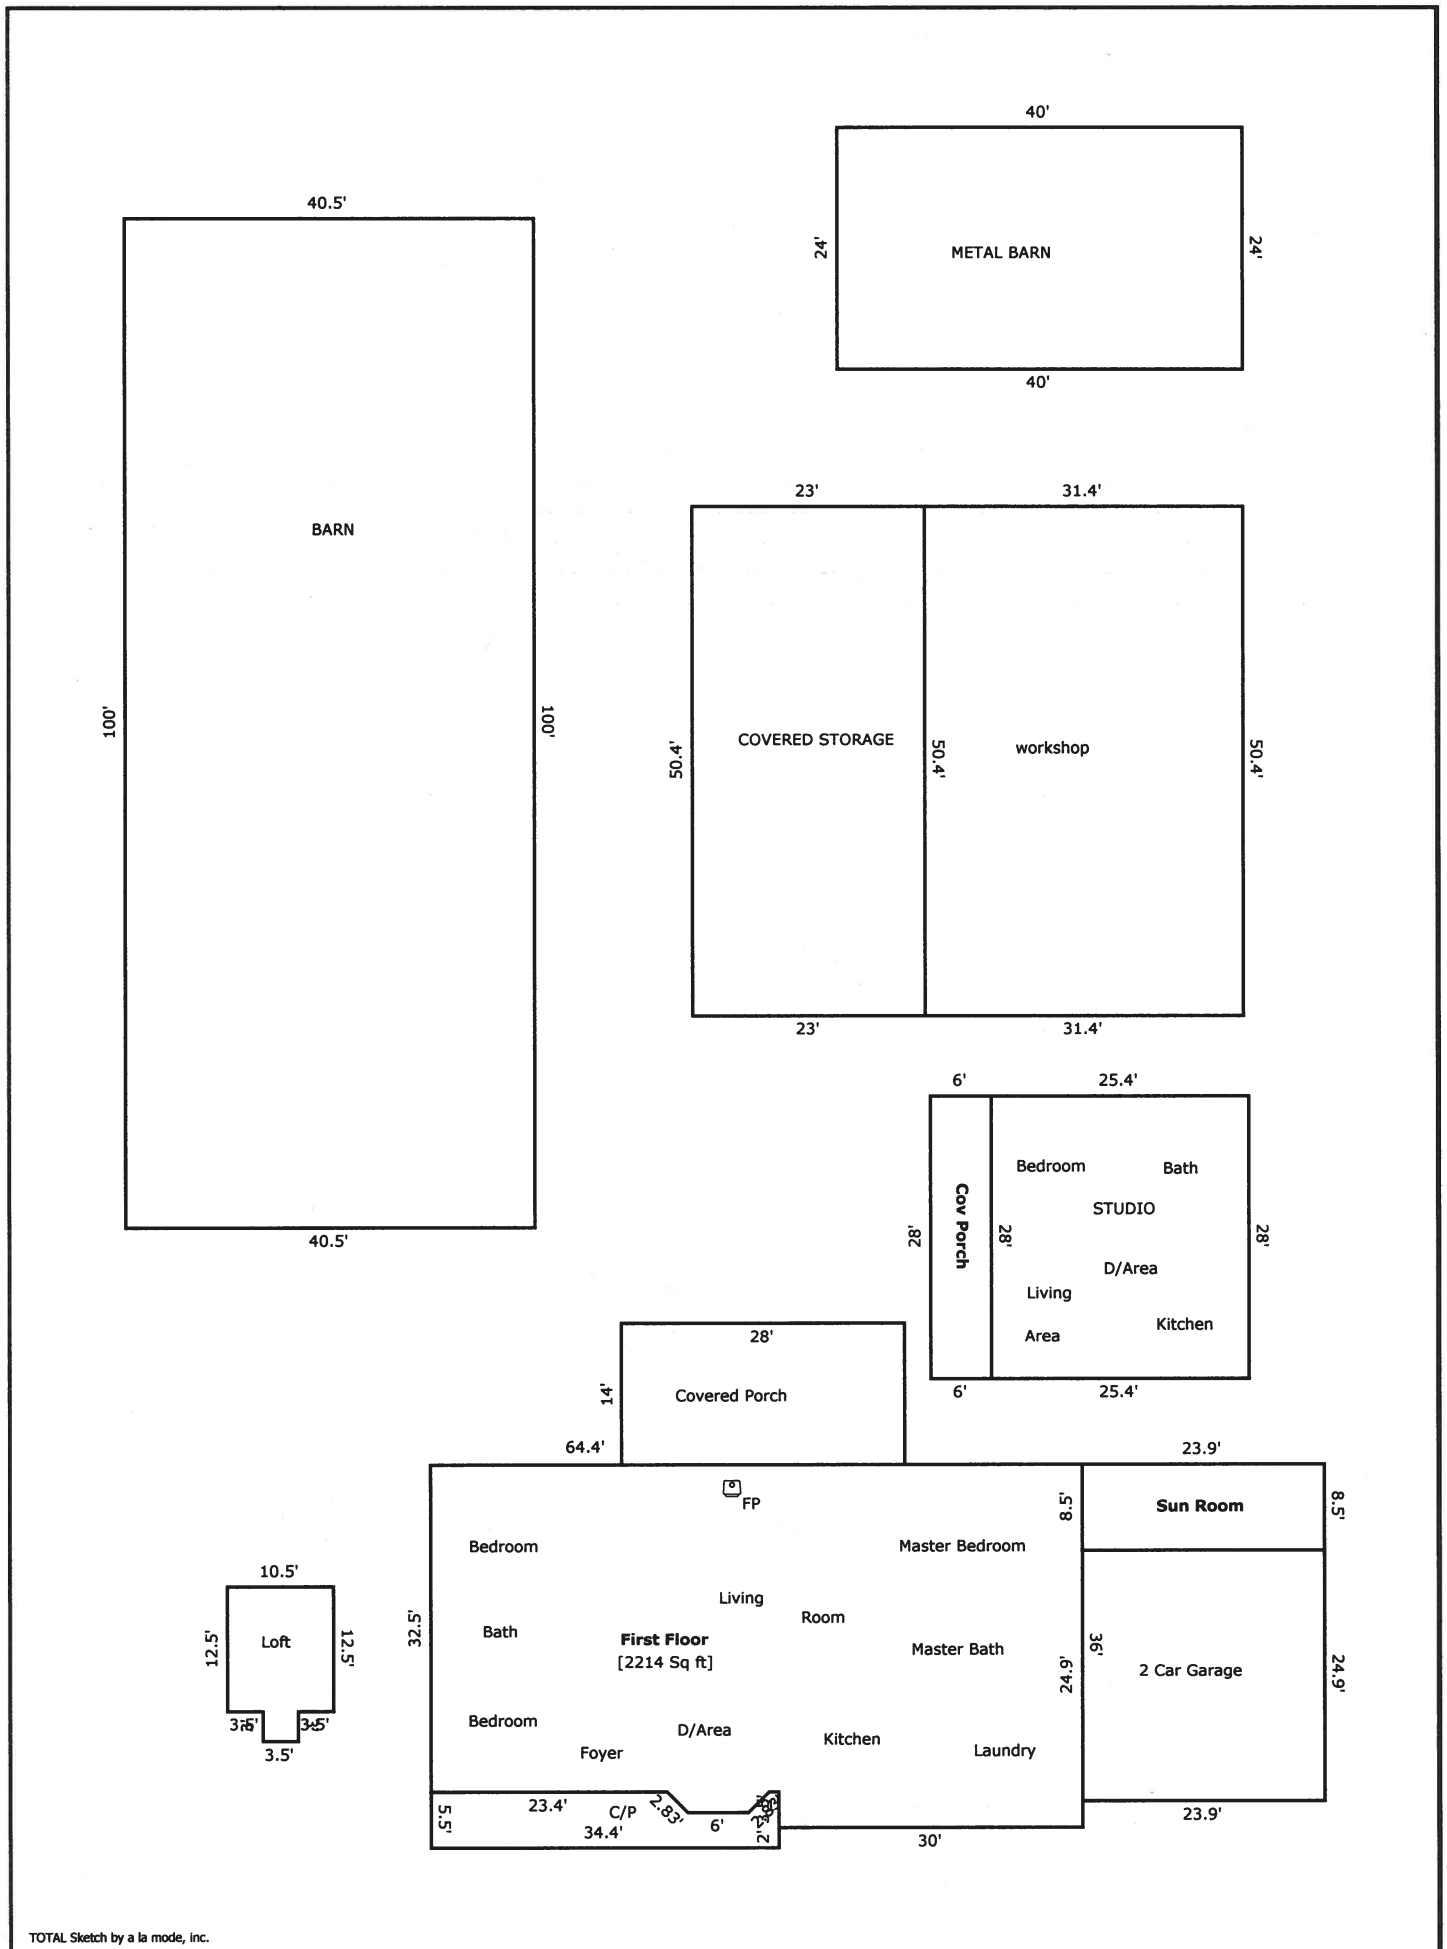 40'
24'
METAL BARN
24'
40'
40.5'
BARN
100'
100'
40.5'
23'
31.4'
50.4'
COVERED STORAGE
50.4'
workshop
50.4'
23'
31.4'
6'
25.4'
28'
Cov Porch
28'
Bedroom
Bath
STUDIO
D/Area
Living
Area
Kitchen
28'
6'
25.4'
28'
14'
Covered Porch
64.4'
23.9'
FP
8.5'
Sun Room
8.5'
Bedroom
Master Bedroom
Living
Room
32.5'
Bath
First Floor
[2214 Sq ft]
Master Bath
24.9'
36'
2 Car Garage
24.9'
Bedroom
Foyer
D/Area
Kitchen
Laundry
5.5'
23.4'
C/P
2.83'
6'
2'
34.4'
30'
23.9'
10.5'
12.5'
Loft
12.5'
3.5'
3.5'
3.5'
TOTAL Sketch by a la mode, inc.